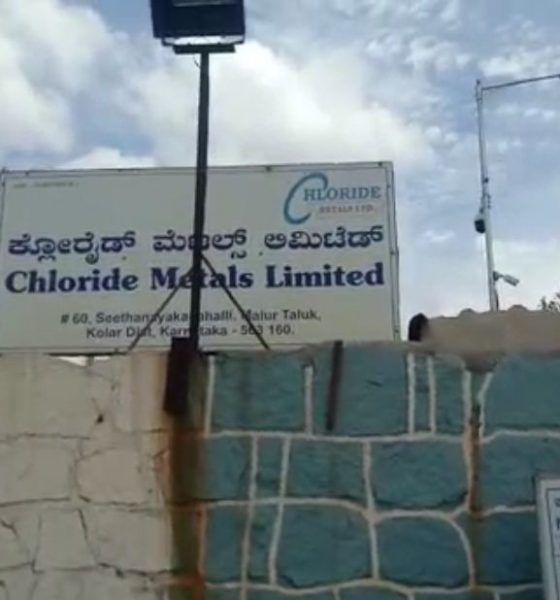 CHLORIDE
METALS LTD.
ಕ್ಲೋರೈಡ್ ಮೆಟಲ್ಸ್ ಲಿಮಿಟೆಡ್
Chloride Metals Limited
# 60, Seethanayakanahalli, Malur Taluk,
Kolar Dist, Karnataka - 563 160.